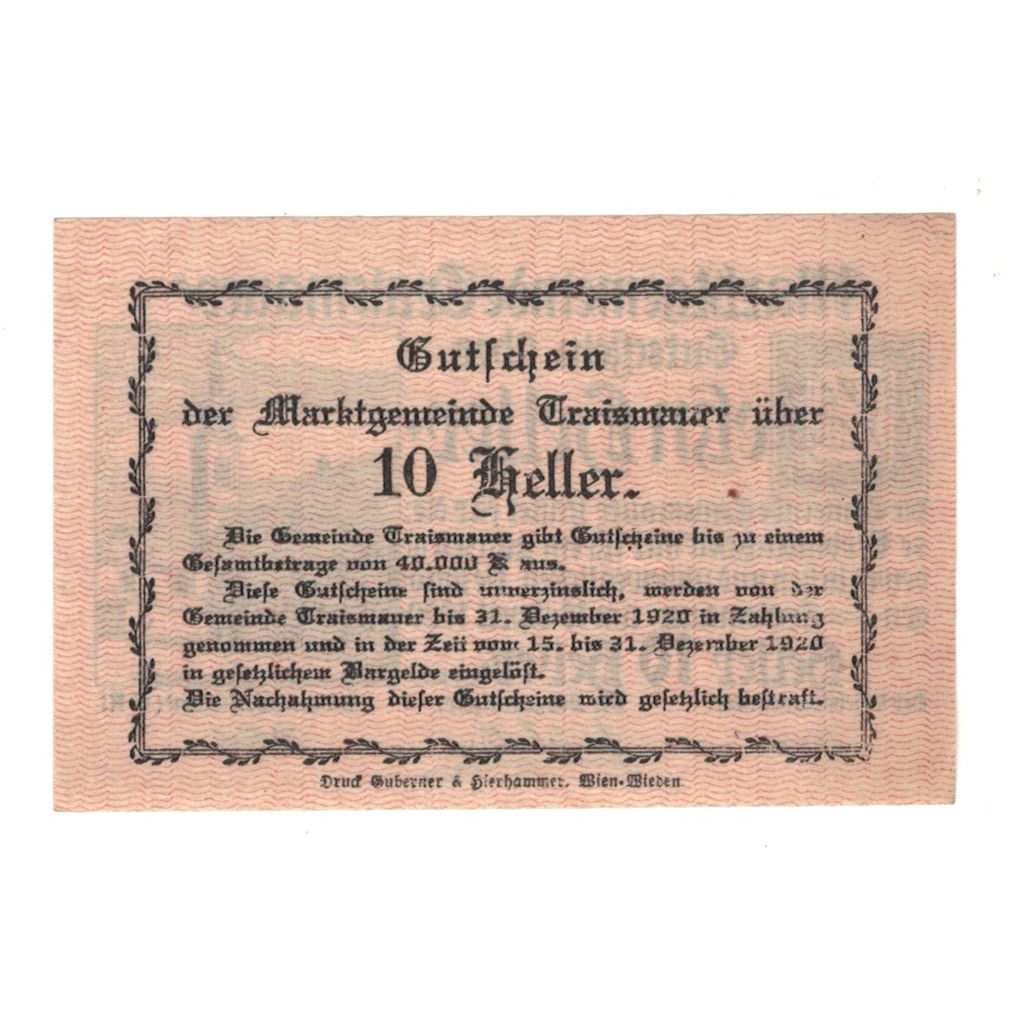 Gutschein
der Marktgemeinde Traismauer über
10 Heller.
Die Gemeinde Traismauer gibt Gutscheine bis zu einem
Gesamtbetrage von 40.000 K aus.
Diese Gutscheine sind unverzinslich, werden von der
Gemeinde Traismauer bis 31. Dezember 1920 in Zahlung
genommen und in der Zeit vom 15. bis 31. Dezember 1920
in gesetzlichem Bargelde eingelöst.
Die Nachahmung dieser Gutscheine wird gesetzlich bestraft.
Druck Guberner & Hierhammer, Wien-Wieden.